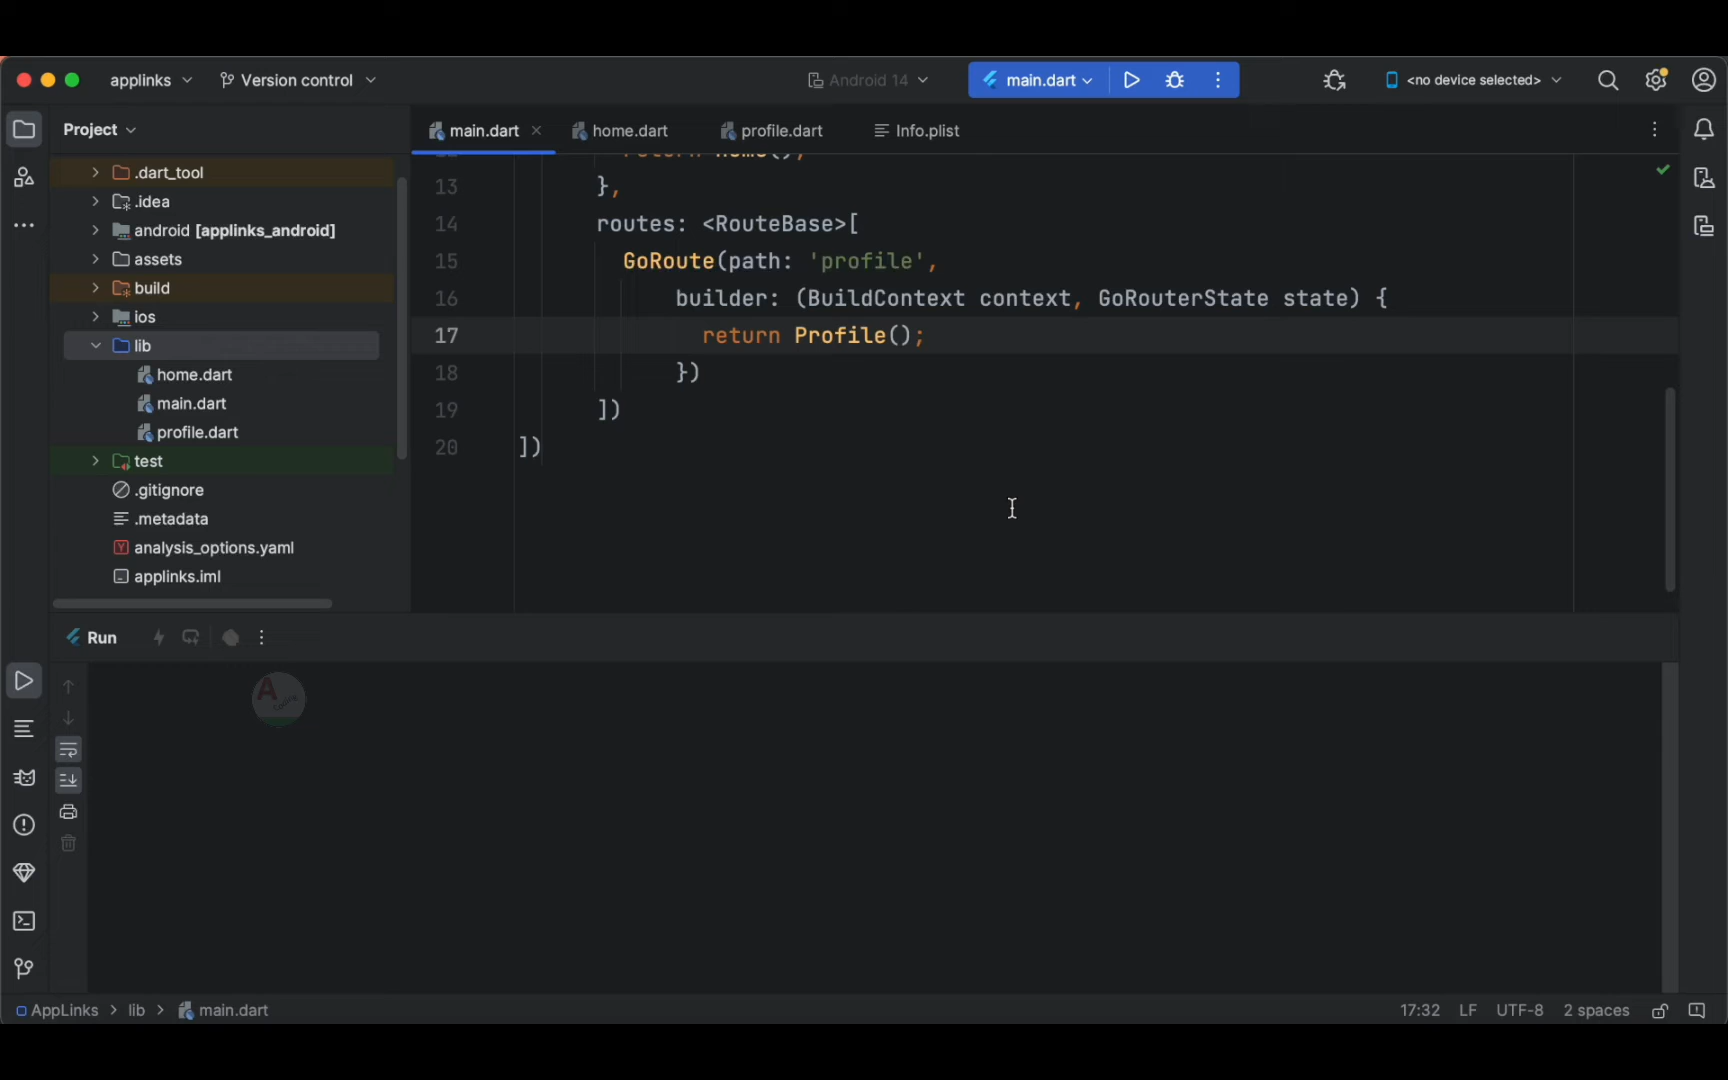 applinks
Version control
Android 14
main.dart
<no device selected>
Project
main.dart
home.dart
profile.dart
Info.plist
.dart_tool
.idea
android [applinks_android]
assets
build
ios
lib
home.dart
main.dart
profile.dart
test
.gitignore
.metadata
analysis_options.yaml
applinks.iml
13 },
14 routes: <RouteBase>[
15 GoRoute(path: 'profile',
16 builder: (BuildContext context, GoRouterState state) {
17 return Profile();
18 })
19 ])
20 ])
Run
A
AppLinks > lib > main.dart
17:32 LF UTF-8 2 spaces